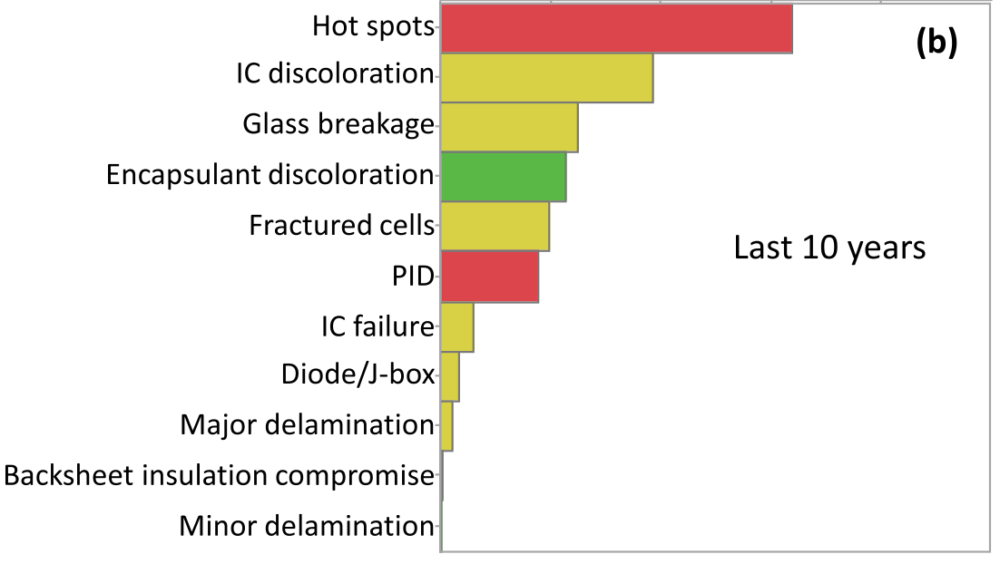 Hot spots
(b)
IC discoloration
Glass breakage
Encapsulant discoloration
Fractured cells
Last 10 years
PID
IC failure
Diode/J-box
Major delamination
Backsheet insulation compromise
Minor delamination